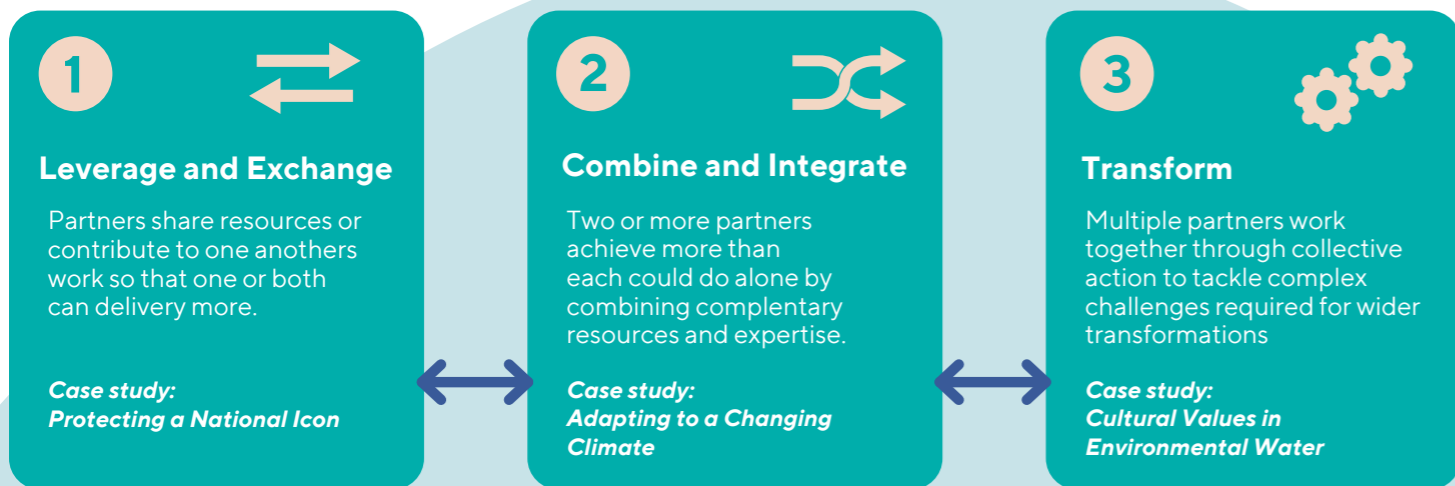 1
Leverage and Exchange
Partners share resources or
contribute to one anothers
work so that one or both
can delivery more.
Case study:
Protecting a National Icon
2
Combine and Integrate
Two or more partners
achieve more than
each could do alone by
combining complentary
resources and expertise.
Case study:
Adapting to a Changing
Climate
3
Transform
Multiple partners work
together through collective
action to tackle complex
challenges required for wider
transformations
Case study:
Cultural Values in
Environmental Water